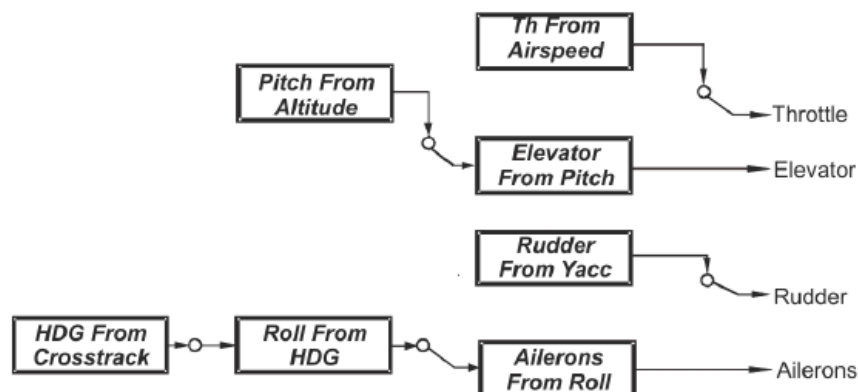 Th From
Airspeed
Pitch From
Altitude
Throttle
Elevator
From Pitch
Elevator
Rudder
From Yacc
Rudder
HDG From
Crosstrack
Roll From
HDG
Ailerons
From Roll
Ailerons